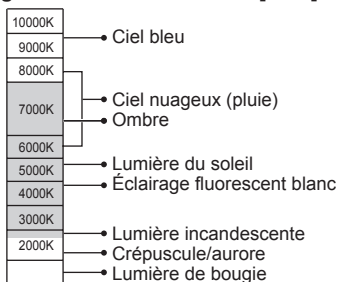 10000K
9000K
Ciel bleu
8000K
7000K
Ciel nuageux (pluie)
Ombre
6000K
5000K
Lumière du soleil
4000K
Éclairage fluorescent blanc
3000K
2000K
Lumière incandescente
Crépuscule/aurore
Lumière de bougie